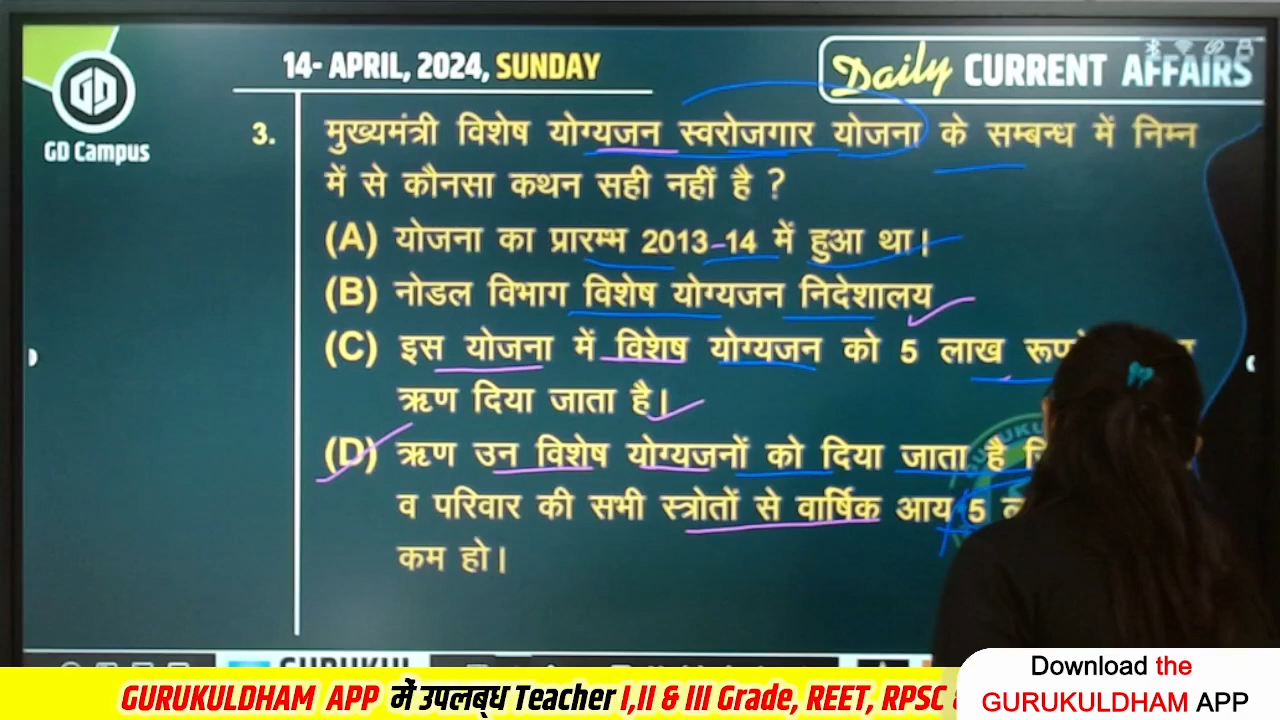 14- APRIL, 2024, SUNDAY
Daily CURRENT AFFAIRS
GD
GD Campus
3. मुख्यमंत्री विशेष योग्यजन स्वरोजगार योजना के सम्बन्ध में निम्न
में से कौनसा कथन सही नहीं है ?
(A) योजना का प्रारम्भ 2013-14 में हुआ था।
(B) नोडल विभाग विशेष योग्यजन निदेशालय
(C) इस योजना में विशेष योग्यजन को 5 लाख
ऋण दिया जाता है।
(D) ऋण उन विशेष योग्यजनों को दिया जाता है
व परिवार की सभी स्त्रोतों से वार्षिक आय 5
कम हो।
GURUKUL
GURUKULDHAM APP में उपलब्ध Teacher I,II & III Grade, REET, RPSC
Download the
GURUKULDHAM APP